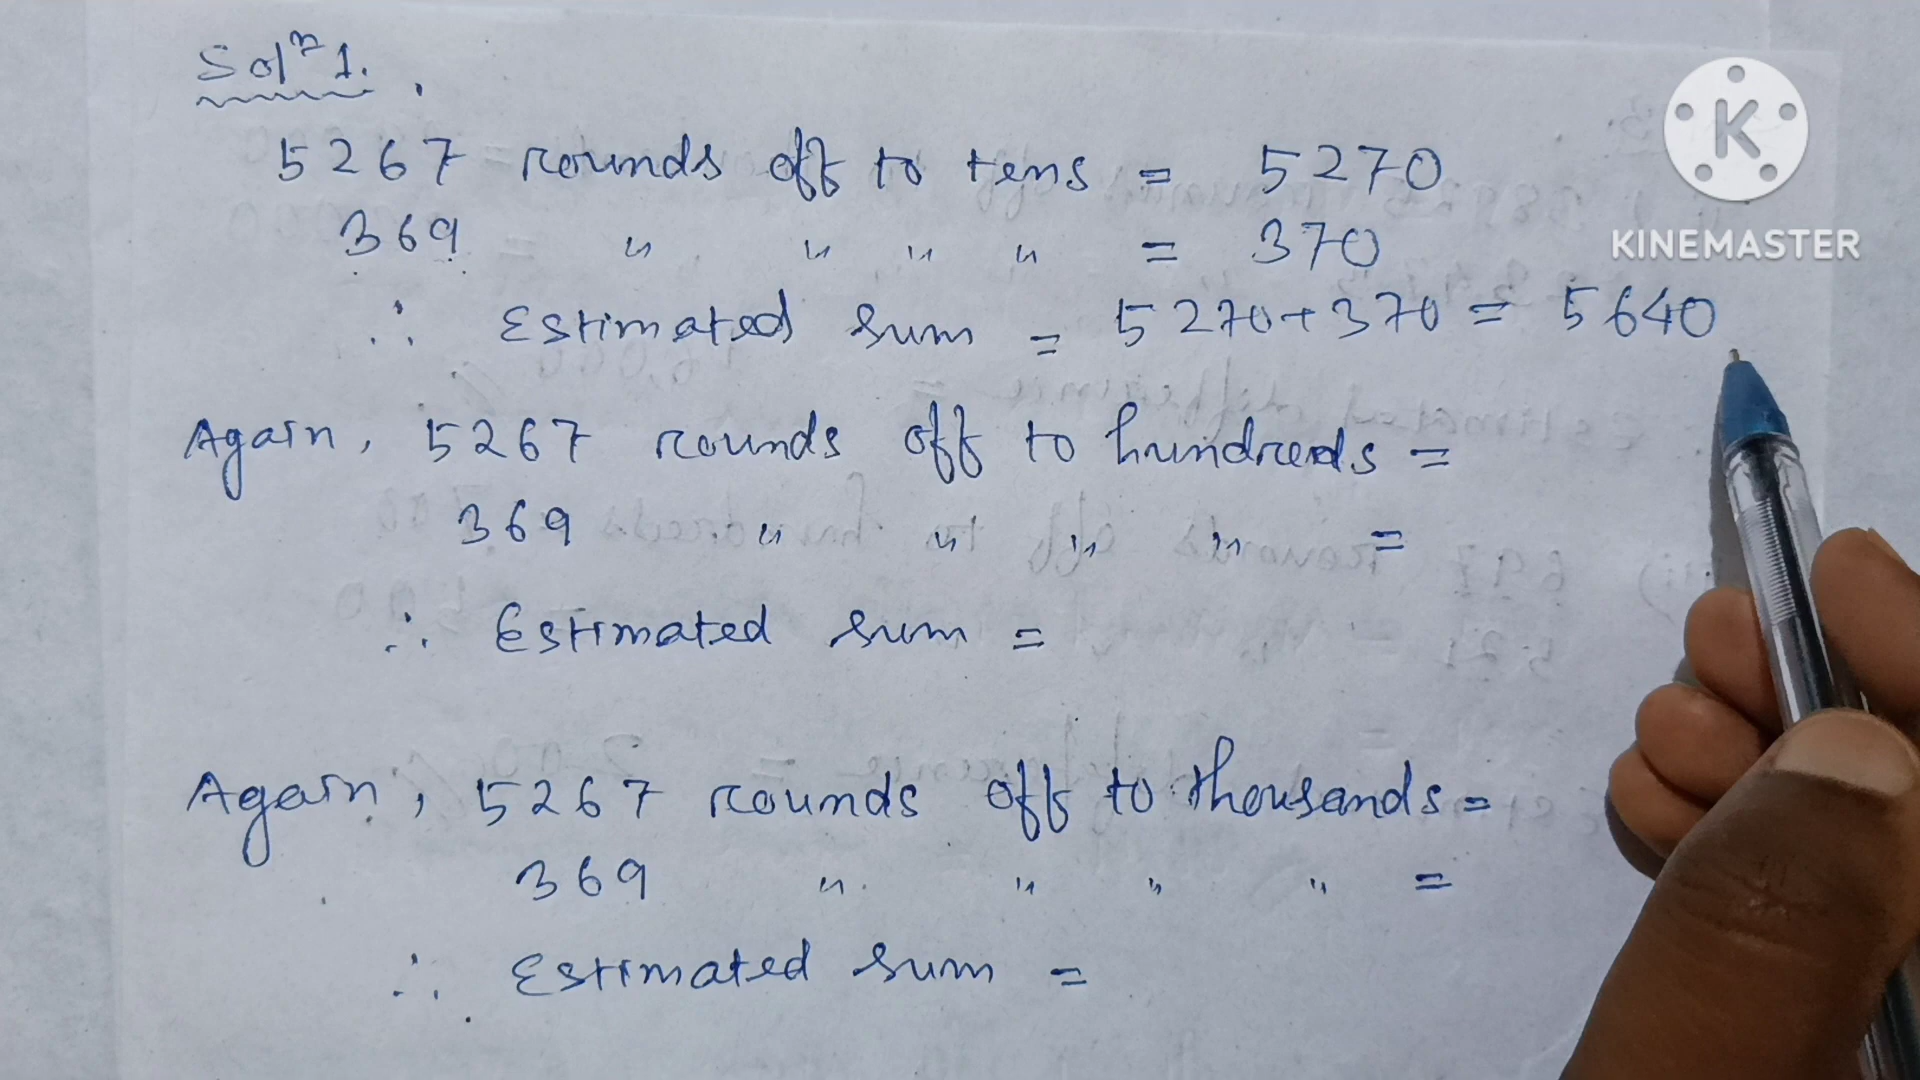 Solⁿ 1.
5267 rounds off to tens = 5270
369 " " " " = 370
∴ Estimated sum = 5270+370 = 5640
Again, 5267 rounds off to hundreds =
369 " " " " =
∴ Estimated sum =
Again, 5267 rounds off to thousands =
369 " " " " =
∴ Estimated sum =
K
KINEMASTER